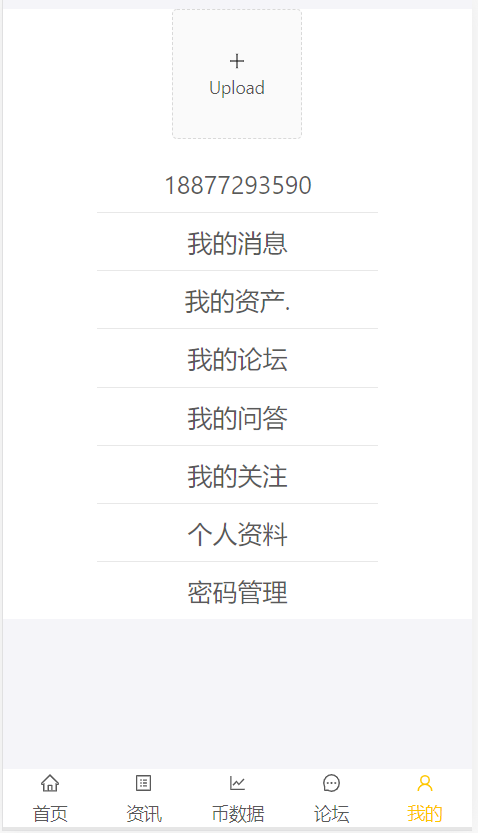 Upload
18877293590
我的消息
我的资产.
我的论坛
我的问答
我的关注
个人资料
密码管理
首页 资讯 币数据 论坛 我的